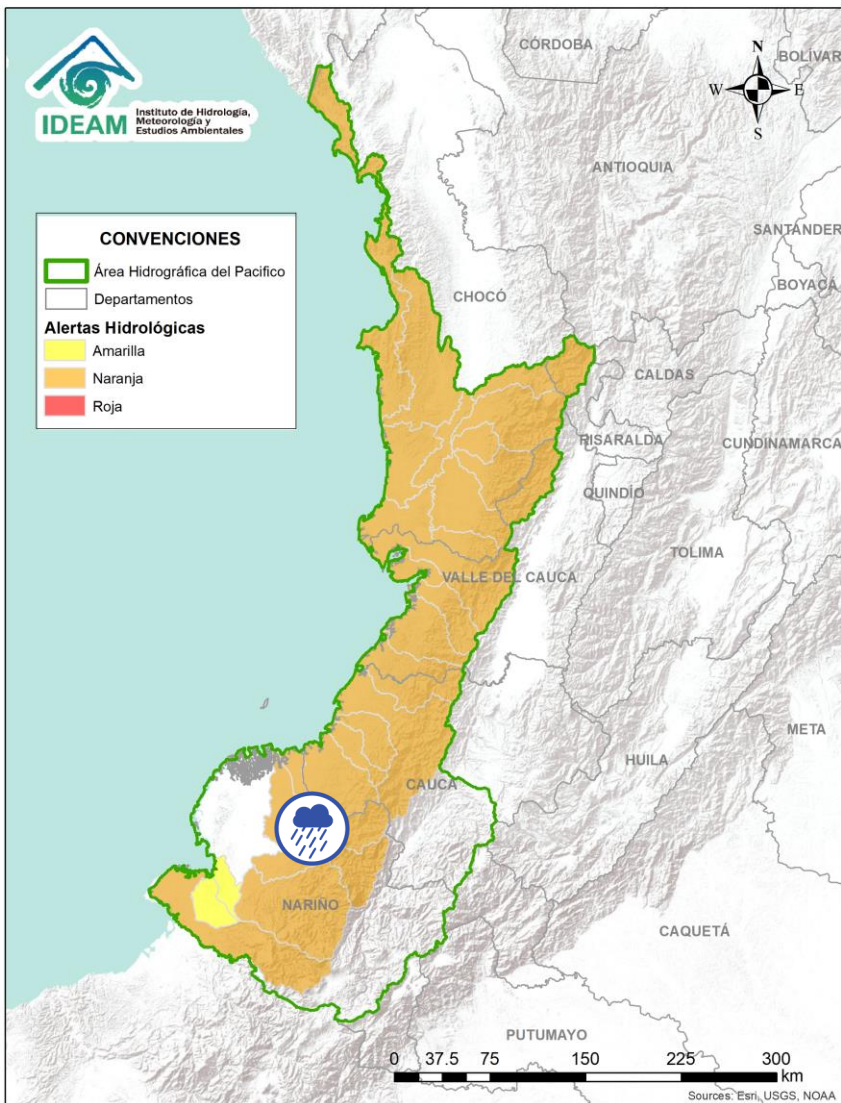 IDEAM
Instituto de Hidrología,
Meteorología y
Estudios Ambientales
N
W E
S
CONVENCIONES
Área Hidrográfica del Pacifico
Departamentos
Alertas Hidrológicas
Amarilla
Naranja
Roja
CÓRDOBA
BOLÍVAR
ANTIOQUIA
SANTANDER
BOYACÁ
CHOCÓ
CALDAS
RISARALDA
CUNDINAMARCA
QUINDÍO
TOLIMA
VALLE DEL CAUCA
META
HUILA
CAUCA
NARIÑO
CAQUETÁ
PUTUMAYO
0 37.5 75 150 225 300
km
Sources: Esri, USGS, NOAA